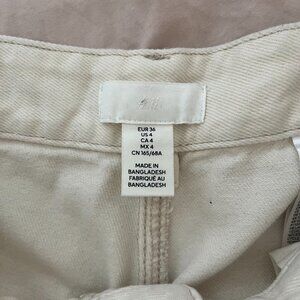 EUR 36
US 4
CA 4
MX 4
CN 165/68A
MADE IN
BANGLADESH
FABRIQUÉ AU
BANGLADESH